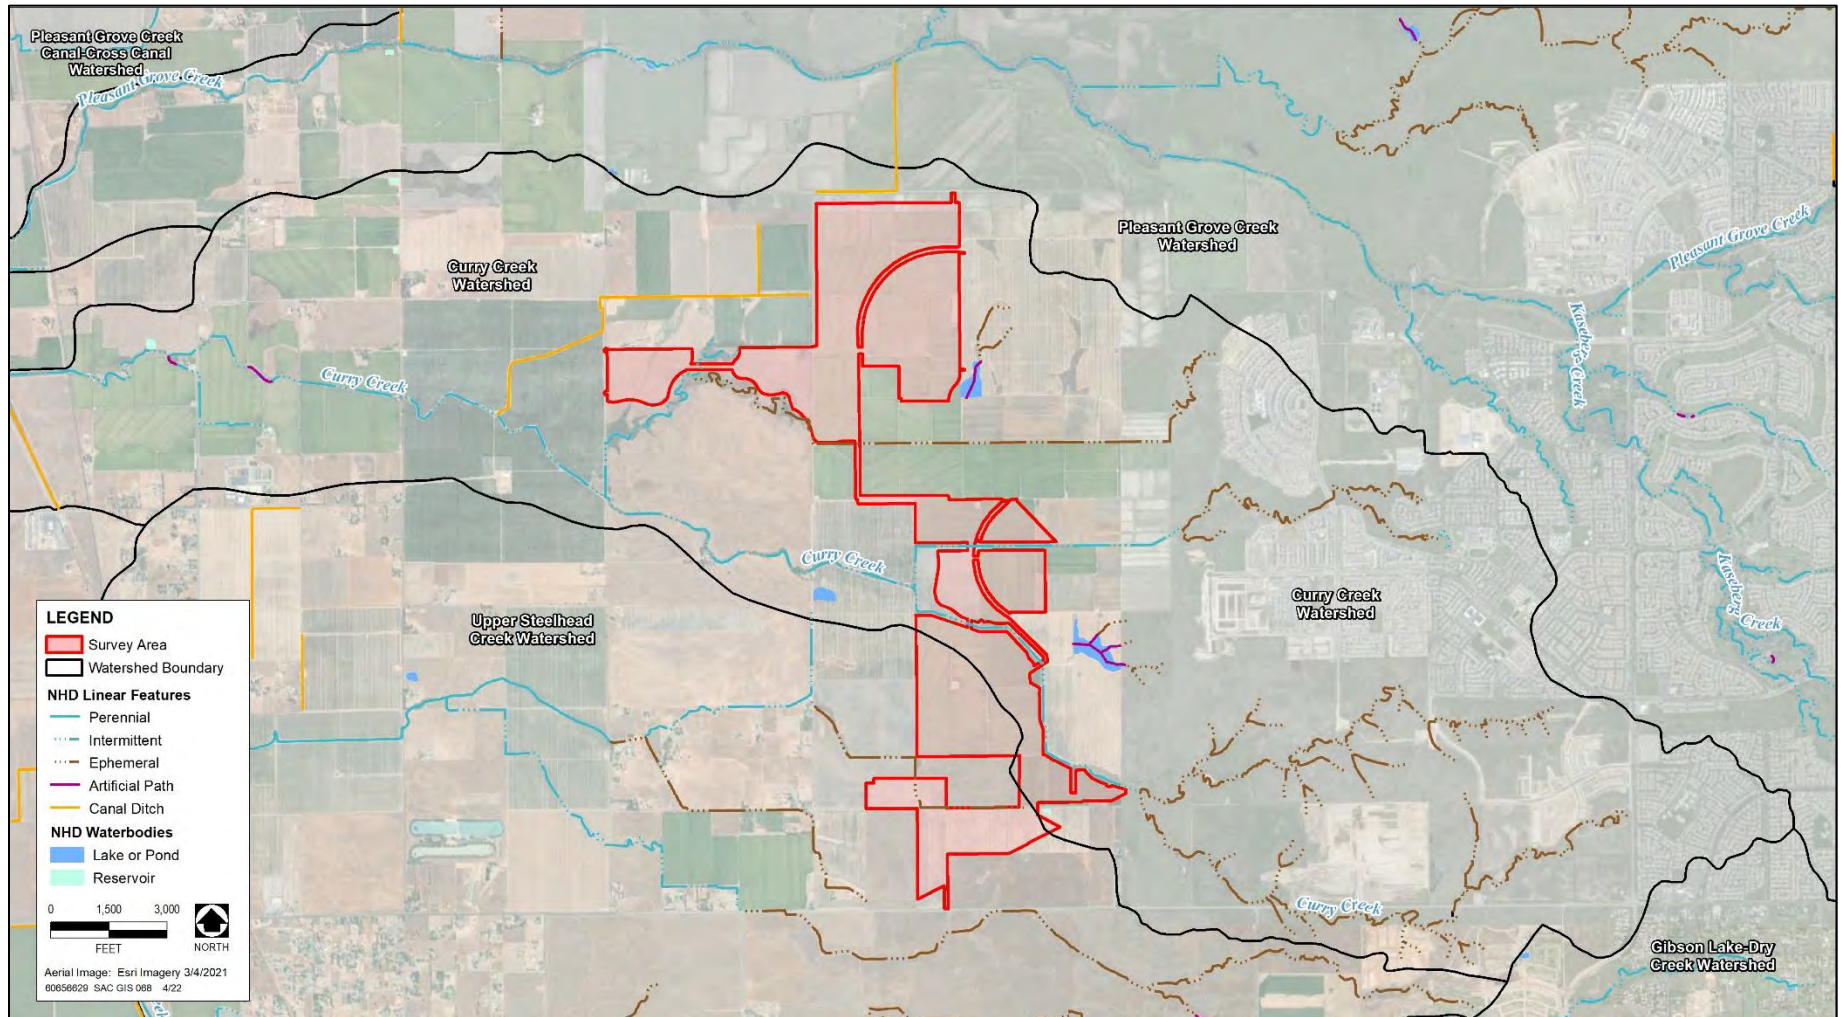 Pleasant Grove Creek
Canal-Cross Canal
Watershed
Pleasant Grove Creek
Pleasant Grove Creek
Watershed
Pleasant Grove Creek
Curry Creek
Watershed
Kaseberg Creek
Curry Creek
Curry Creek
Kaseberg Creek
Curry Creek
Watershed
Upper Steelhead
Creek Watershed
Curry Creek
Gibson Lake-Dry
Creek Watershed
LEGEND
Survey Area
Watershed Boundary
NHD Linear Features
Perennial
Intermittent
Ephemeral
Artificial Path
Canal Ditch
NHD Waterbodies
Lake or Pond
Reservoir
0 1,500 3,000
FEET
NORTH
Aerial Image: Esri Imagery 3/4/2021
60656629 SAC GIS 068 4/22